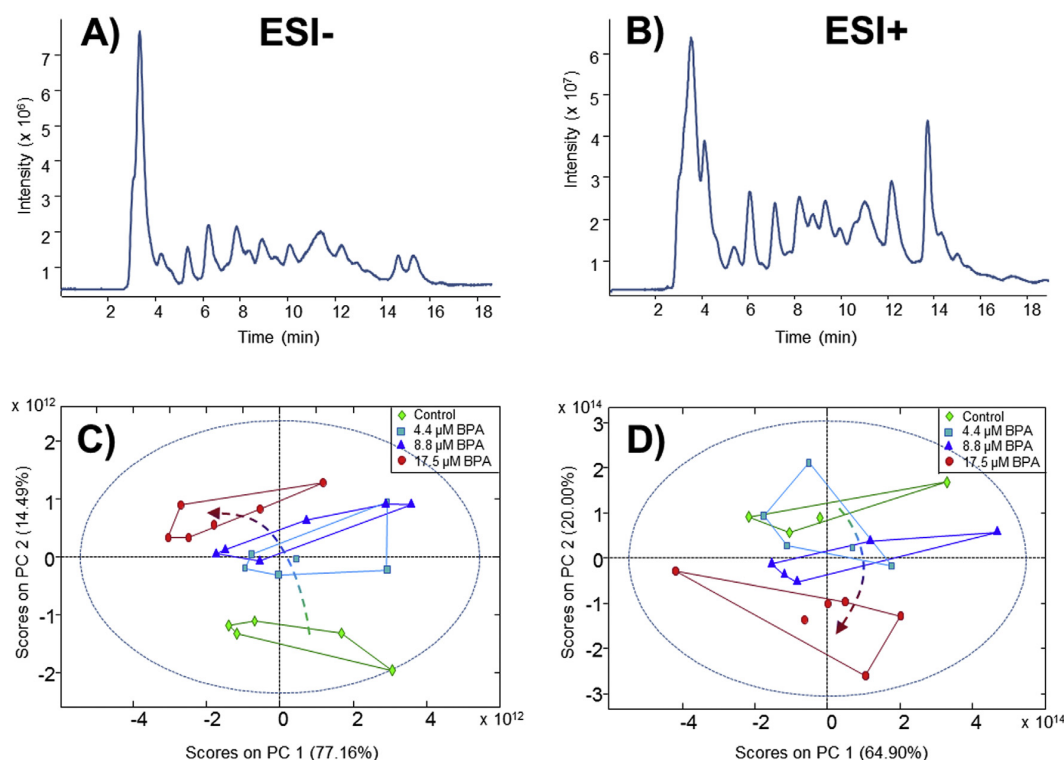 A) ESI-
B) ESI+
Intensity (x 10⁶)
7
6
5
4
3
2
1
2 4 6 8 10 12 14 16 18
Time (min)
Intensity (x 10⁷)
6
5
4
3
2
1
2 4 6 8 10 12 14 16 18
Time (min)
x 10¹²
C)
Control
4.4 µM BPA
8.8 µM BPA
17.5 µM BPA
Scores on PC 2 (14.49%)
2
1
0
-1
-2
-4 -2 0 2 4 x 10¹²
Scores on PC 1 (77.16%)
x 10¹⁴
D)
Control
4.4 µM BPA
8.8 µM BPA
17.5 µM BPA
Scores on PC 2 (20.00%)
3
2
1
0
-1
-2
-3
-4 -2 0 2 4 x 10¹⁴
Scores on PC 1 (64.90%)